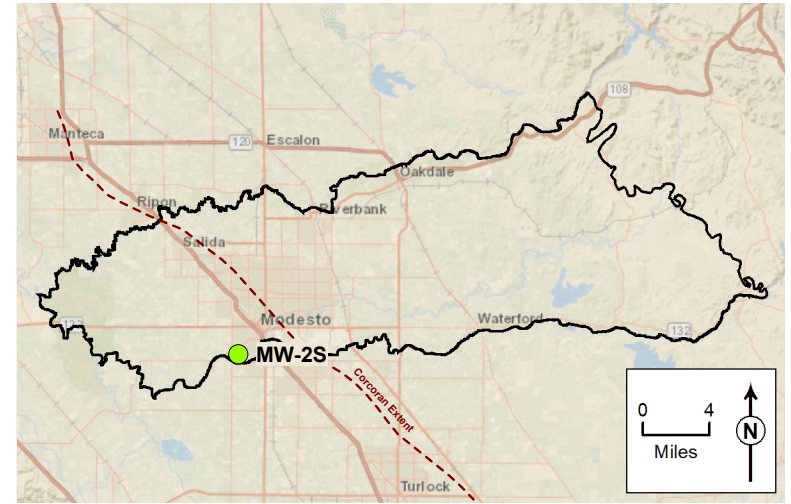 108
Manteca
120
Escalon
Oakdale
Ripon
Riverbank
Salida
132
Modesto
Waterford
132
MW-2S
Corcoran Extent
0 4
Miles
N
Turlock